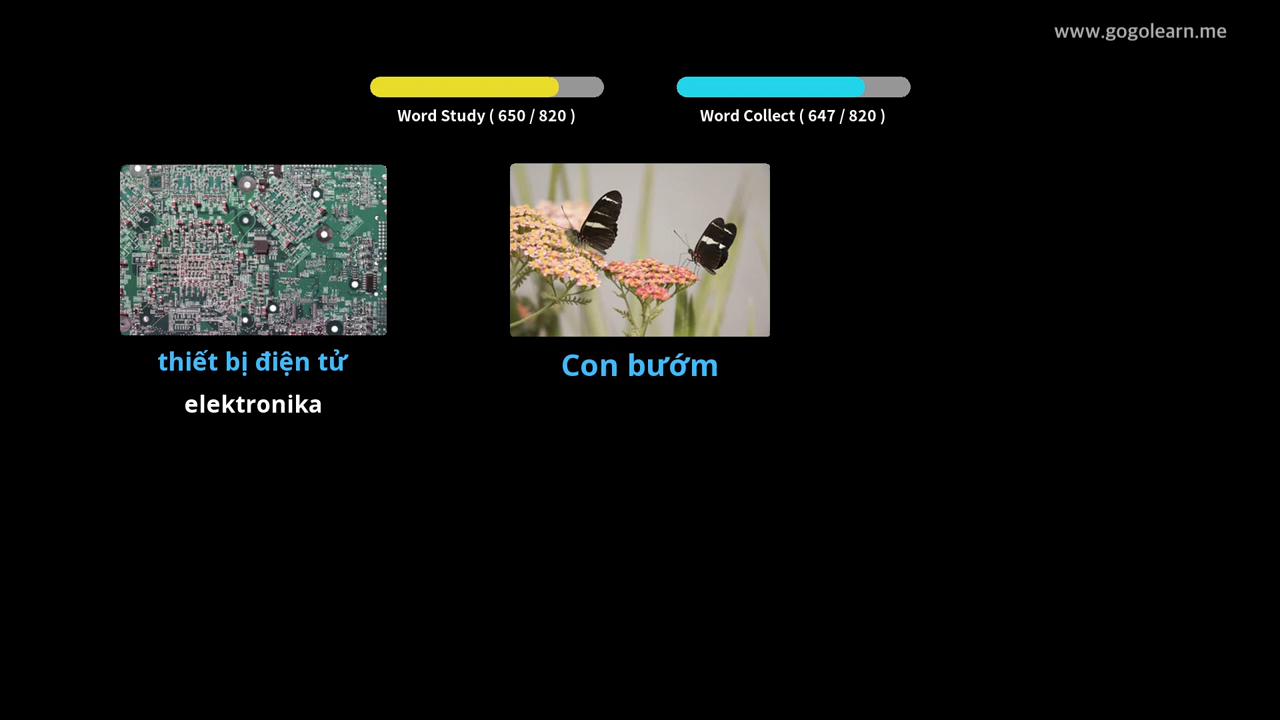 www.gogolearn.me
Word Study ( 650 / 820 )
Word Collect ( 647 / 820 )
thiết bị điện tử
elektronika
Con bướm